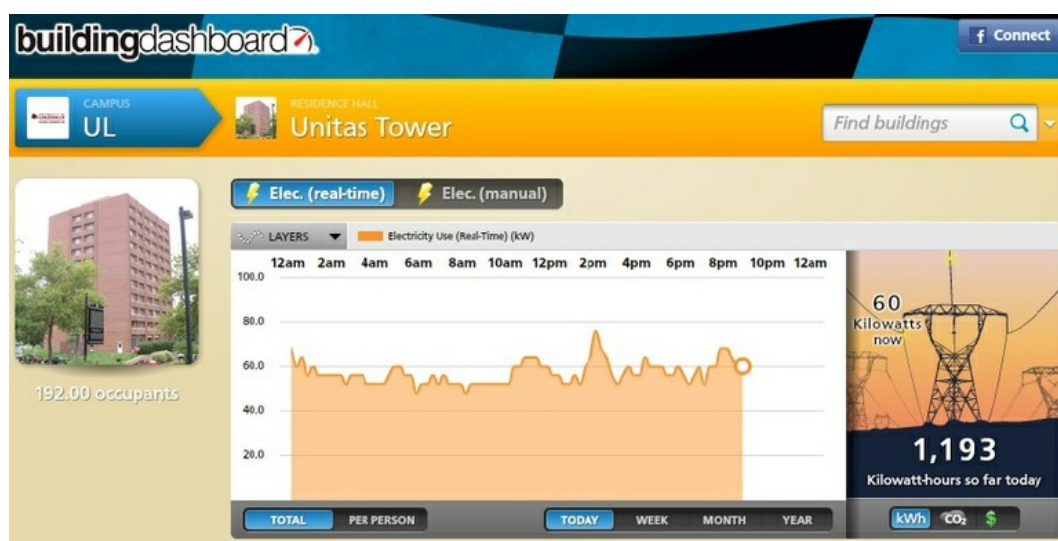 buildingdashboard
f Connect
CAMPUS
UL
RESIDENCE HALL
Unitas Tower
Find buildings
Elec. (real-time)
Elec. (manual)
LAYERS
Electricity Use (Real-Time) (kW)
12am 2am 4am 6am 8am 10am 12pm 2pm 4pm 6pm 8pm 10pm 12am
100.0
80.0
60.0
40.0
20.0
60
Kilowatts
now
192.00 occupants
1,193
Kilowatt-hours so far today
TOTAL
PER PERSON
TODAY
WEEK
MONTH
YEAR
kWh
CO₂
$